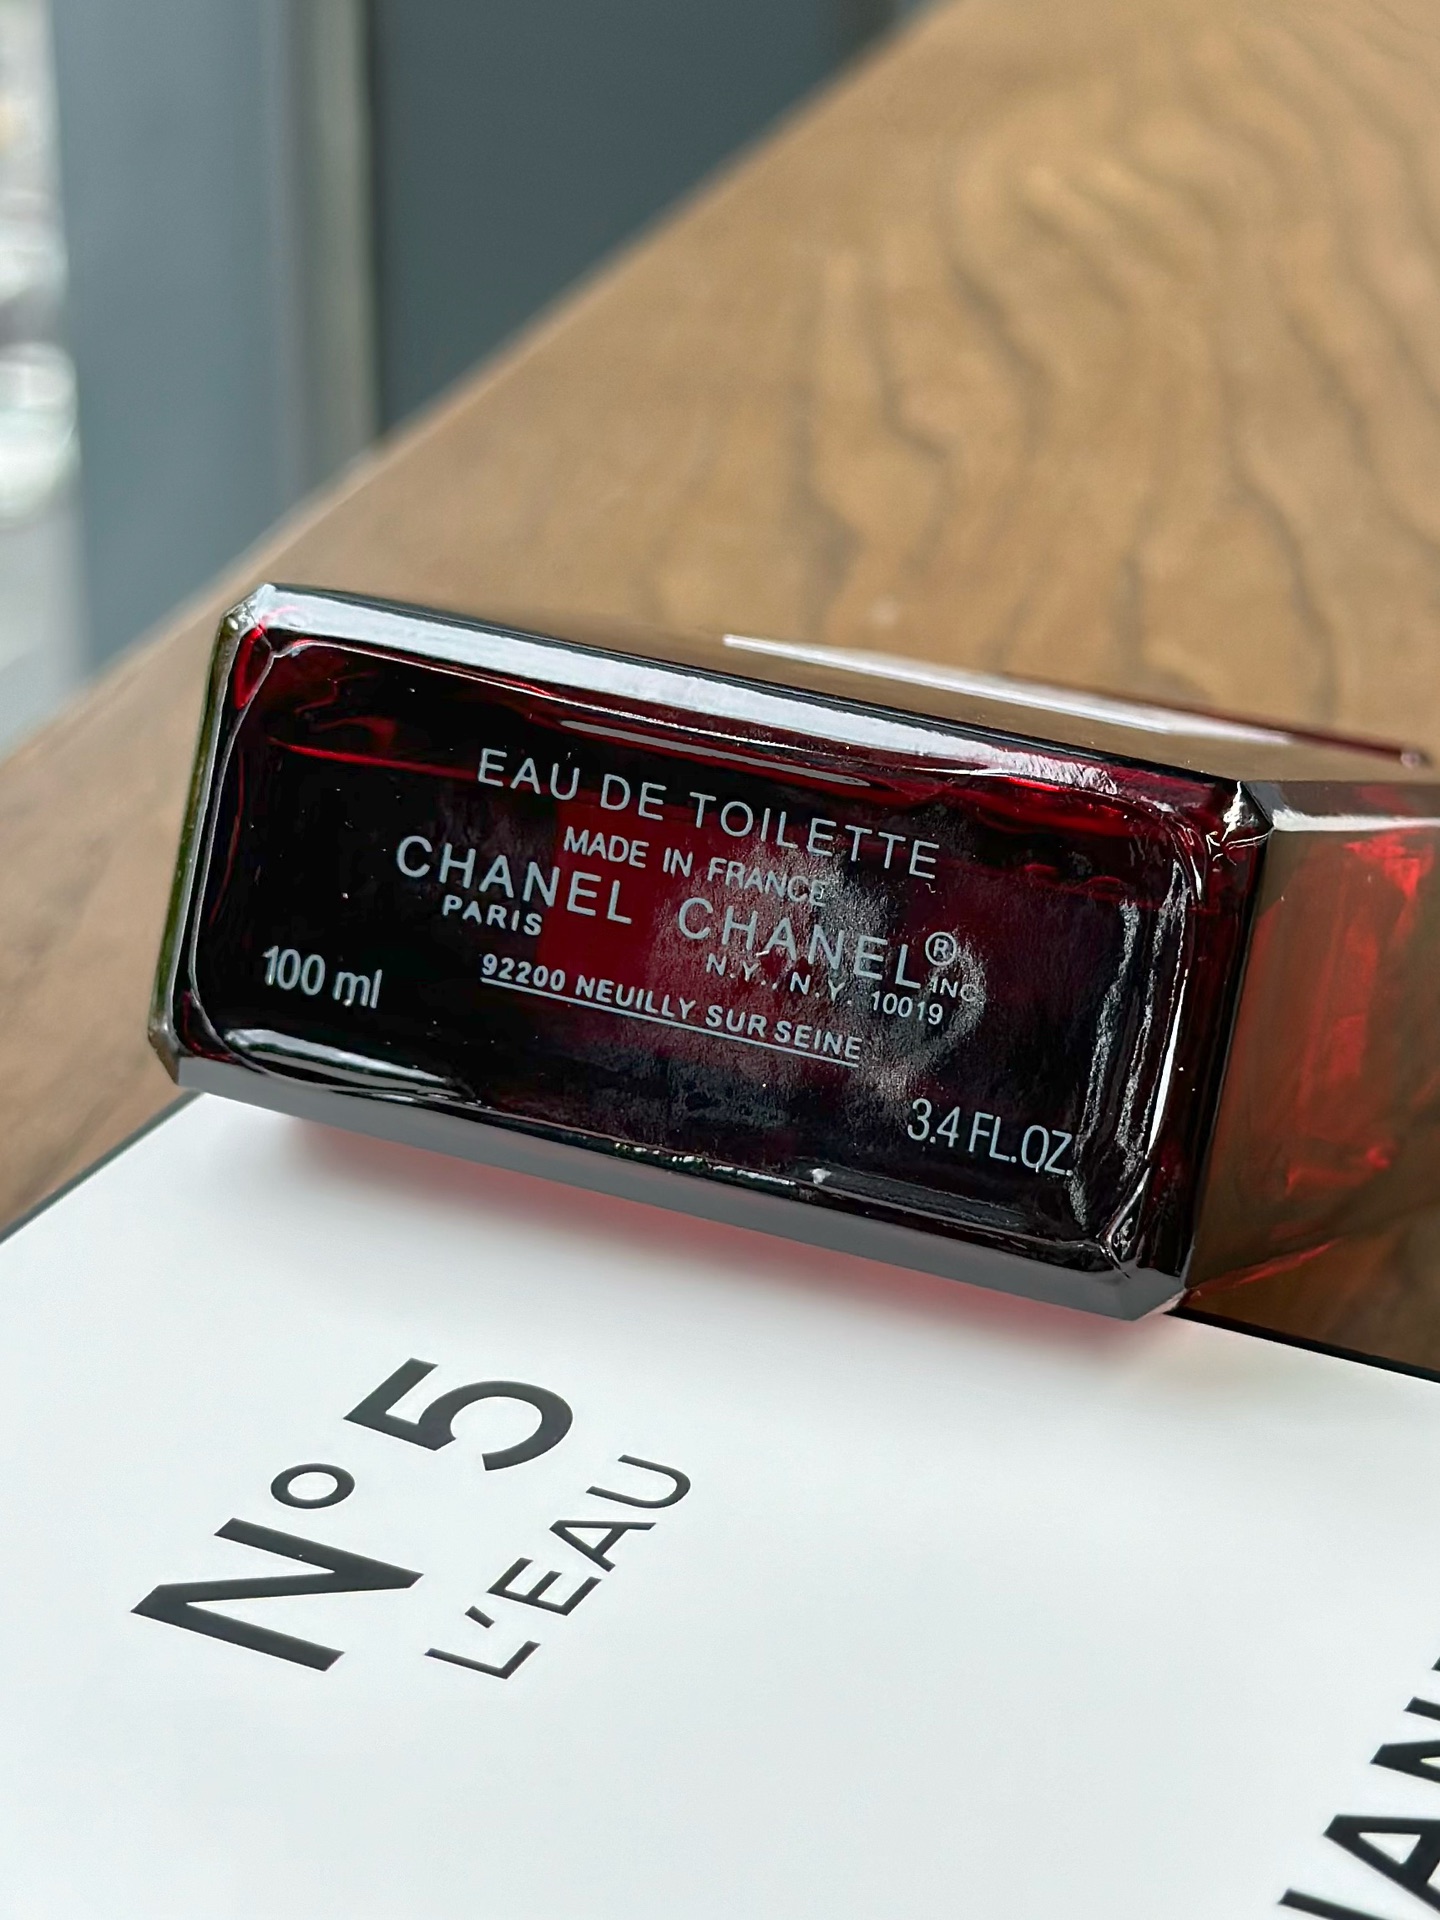 EAU DE TOILETTE
MADE IN FRANCE
CHANEL CHANEL® INC
PARIS N.Y., N.Y. 10019
92200 NEUILLY SUR SEINE
100 ml
3.4 FL.OZ.
N°5
L'EAU